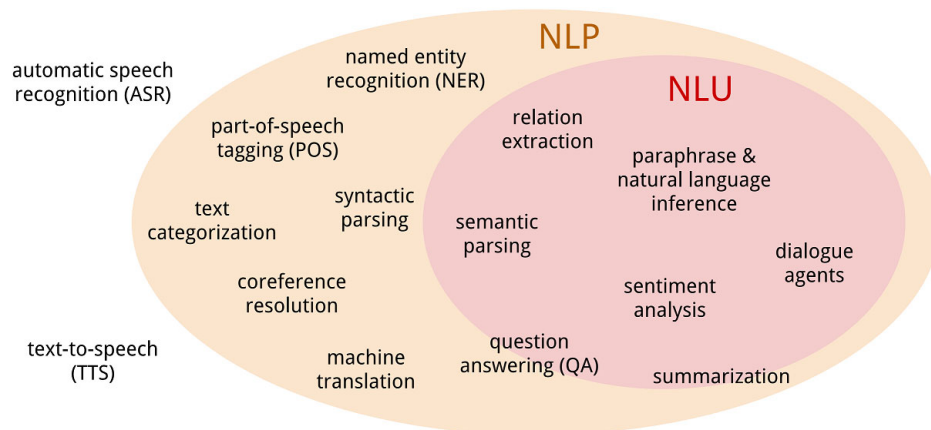 NLP
NLU
automatic speech
recognition (ASR)
named entity
recognition (NER)
relation
extraction
part-of-speech
tagging (POS)
paraphrase &
natural language
inference
syntactic
parsing
text
categorization
semantic
parsing
dialogue
agents
coreference
resolution
sentiment
analysis
question
answering (QA)
text-to-speech
(TTS)
machine
translation
summarization